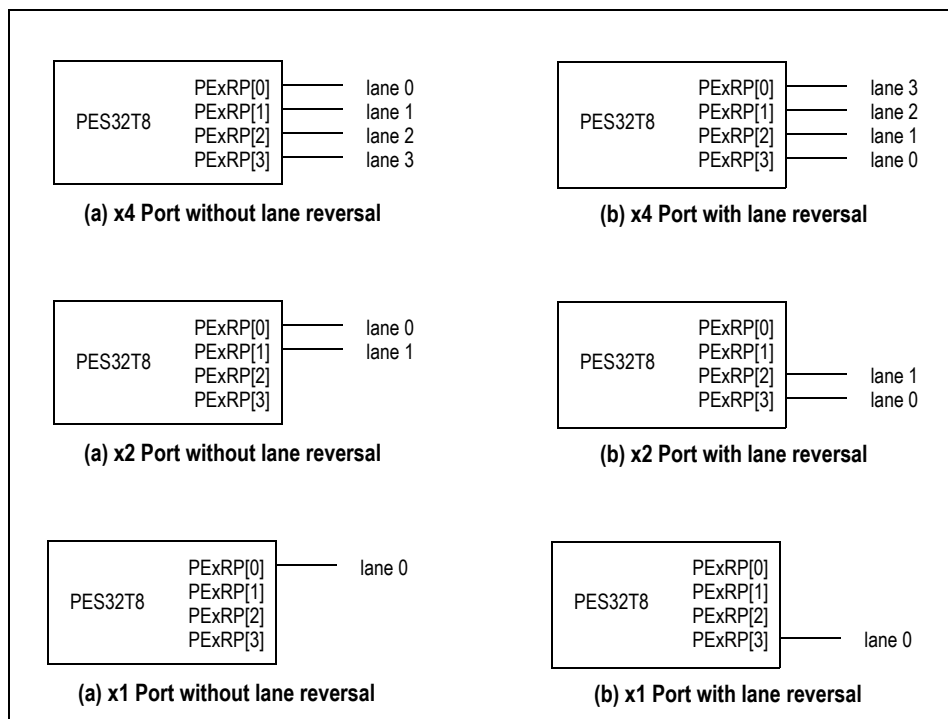 PES32T8
PExRP[0] lane 0
PExRP[1] lane 1
PExRP[2] lane 2
PExRP[3] lane 3
(a) x4 Port without lane reversal
PES32T8
PExRP[0] lane 3
PExRP[1] lane 2
PExRP[2] lane 1
PExRP[3] lane 0
(b) x4 Port with lane reversal
PES32T8
PExRP[0] lane 0
PExRP[1] lane 1
PExRP[2]
PExRP[3]
(a) x2 Port without lane reversal
PES32T8
PExRP[0]
PExRP[1]
PExRP[2] lane 1
PExRP[3] lane 0
(b) x2 Port with lane reversal
PES32T8
PExRP[0] lane 0
PExRP[1]
PExRP[2]
PExRP[3]
(a) x1 Port without lane reversal
PES32T8
PExRP[0]
PExRP[1]
PExRP[2]
PExRP[3] lane 0
(b) x1 Port with lane reversal